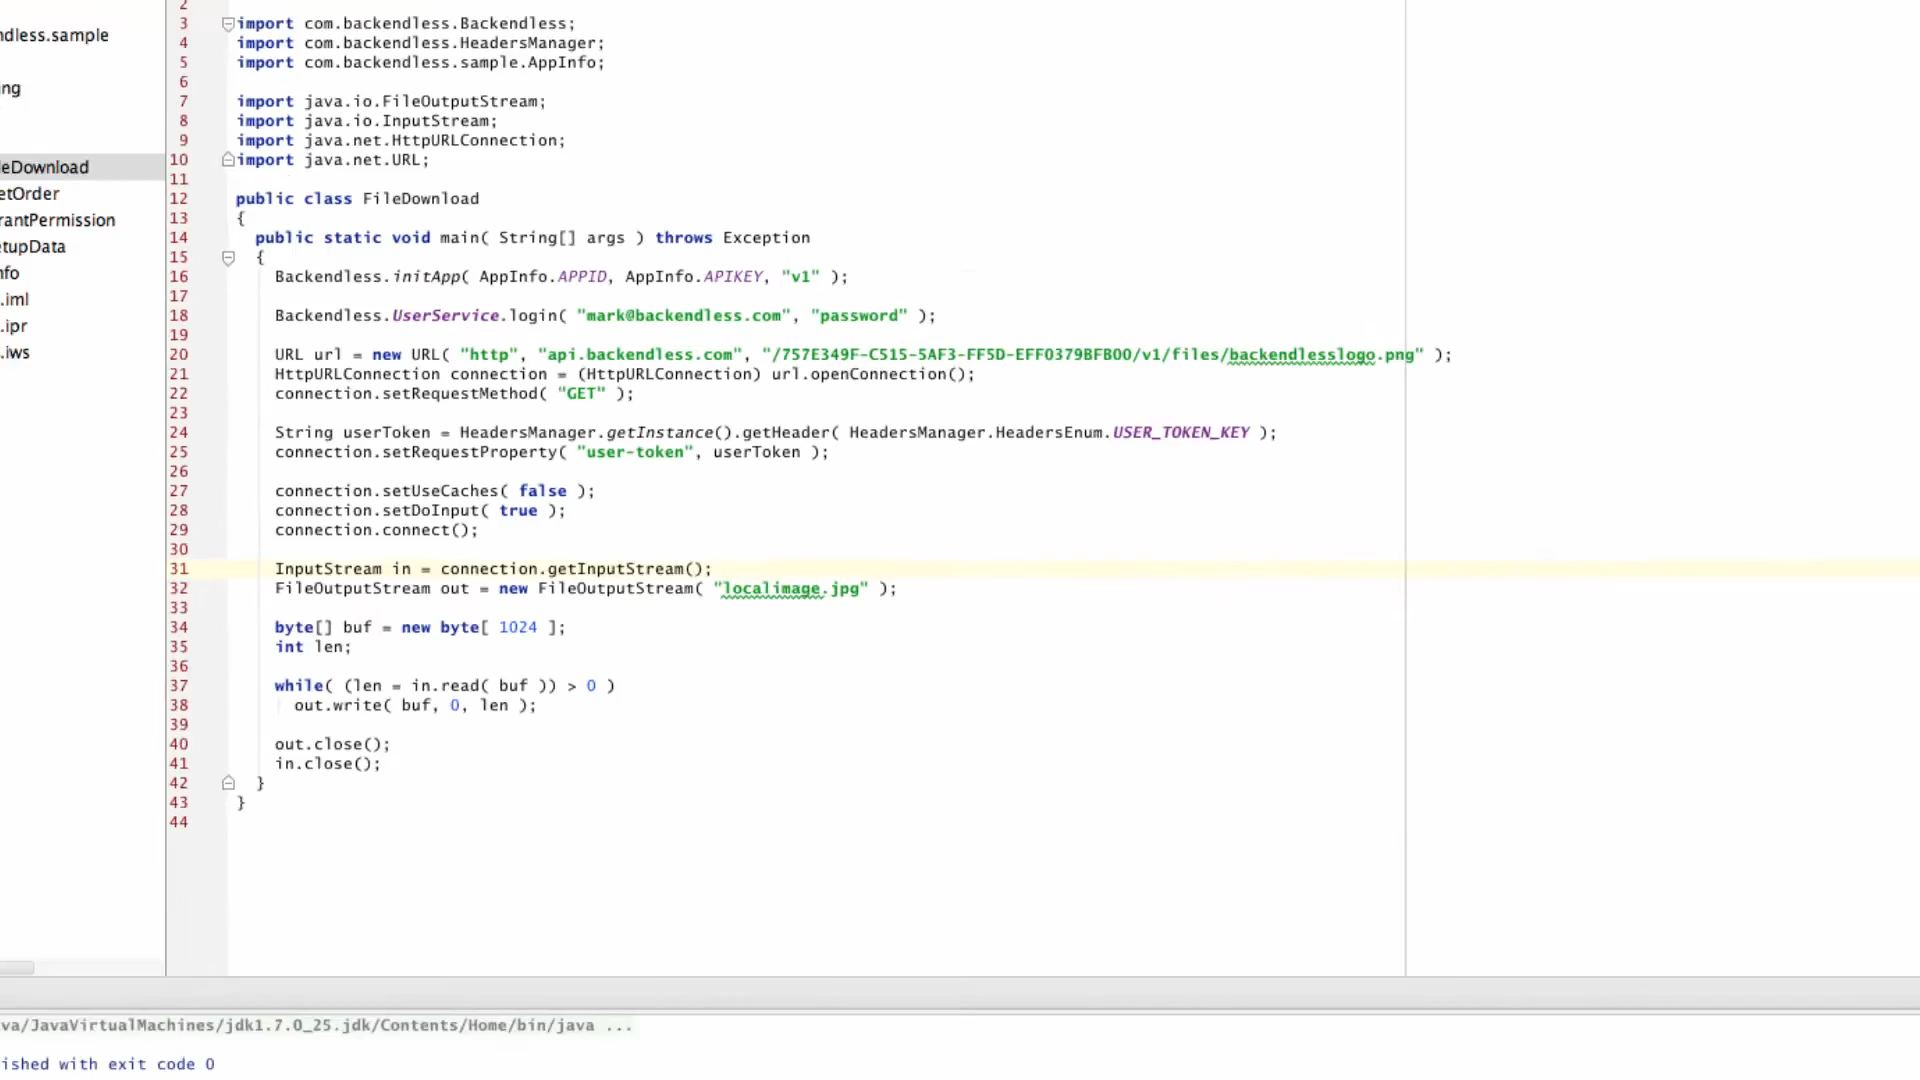 ndless.sample
ing
leDownload
etOrder
rantPermission
etupData
nfo
.iml
.ipr
.iws
2
3 import com.backendless.Backendless;
4 import com.backendless.HeadersManager;
5 import com.backendless.sample.AppInfo;
6
7 import java.io.FileOutputStream;
8 import java.io.InputStream;
9 import java.net.HttpURLConnection;
10 import java.net.URL;
11
12 public class FileDownload
13 {
14 public static void main( String[] args ) throws Exception
15 {
16 Backendless.initApp( AppInfo.APPID, AppInfo.APIKEY, "v1" );
17
18 Backendless.UserService.login( "mark@backendless.com", "password" );
19
20 URL url = new URL( "http", "api.backendless.com", "/757E349F-C515-5AF3-FF5D-EFF0379BFB00/v1/files/backendlesslogo.png" );
21 HttpURLConnection connection = (HttpURLConnection) url.openConnection();
22 connection.setRequestMethod( "GET" );
23
24 String userToken = HeadersManager.getInstance().getHeader( HeadersManager.HeadersEnum.USER_TOKEN_KEY );
25 connection.setRequestProperty( "user-token", userToken );
26
27 connection.setUseCaches( false );
28 connection.setDoInput( true );
29 connection.connect();
30
31 InputStream in = connection.getInputStream();
32 FileOutputStream out = new FileOutputStream( "localimage.jpg" );
33
34 byte[] buf = new byte[ 1024 ];
35 int len;
36
37 while( (len = in.read( buf )) > 0 )
38 out.write( buf, 0, len );
39
40 out.close();
41 in.close();
42 }
43 }
44
va/JavaVirtualMachines/jdk1.7.0_25.jdk/Contents/Home/bin/java ...
ished with exit code 0